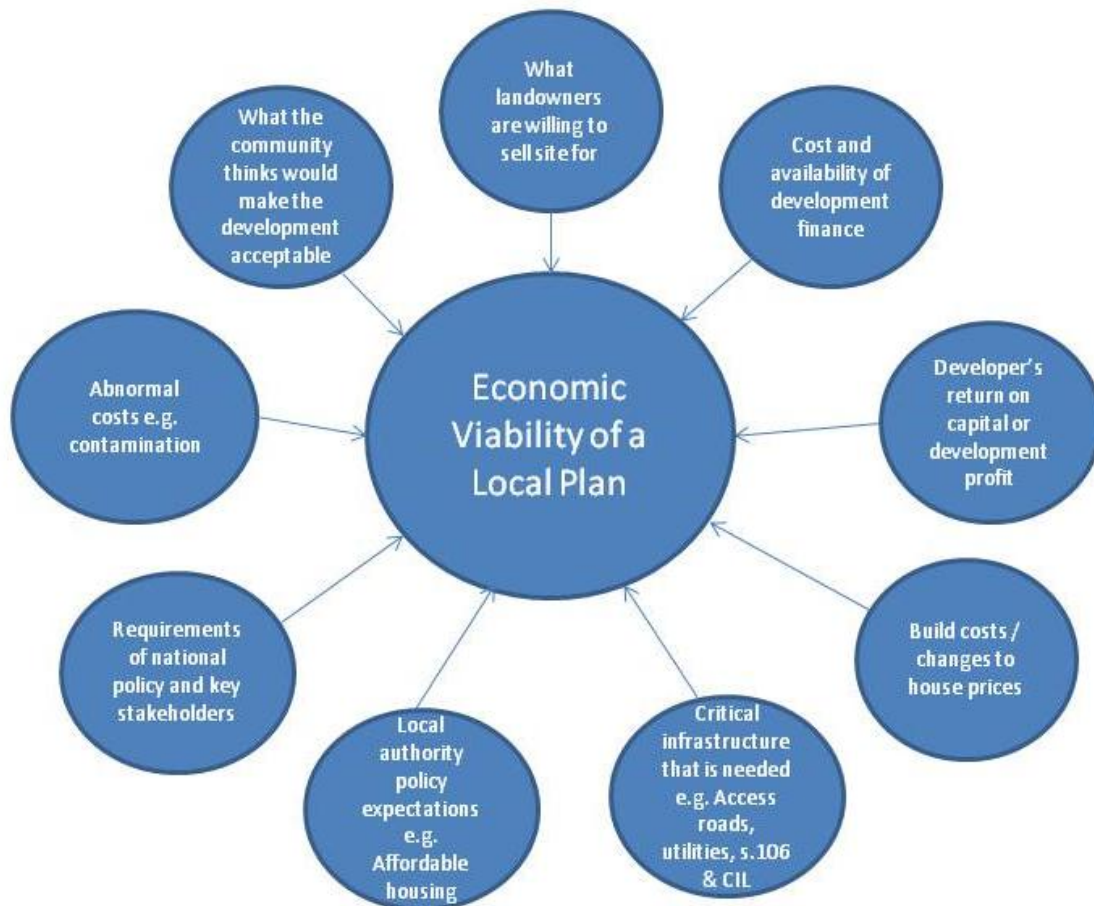 What
landowners
are willing to
sell site for
Cost and
availability of
development
finance
Developer's
return on
capital or
development
profit
Build costs /
changes to
house prices
Critical
infrastructure
that is needed
e.g. Access
roads,
utilities, s.106
& CIL
Local
authority
policy
expectations
e.g.
Affordable
housing
Requirements
of national
policy and key
stakeholders
Abnormal
costs e.g.
contamination
What the
community
thinks would
make the
development
acceptable
Economic
Viability of a
Local Plan